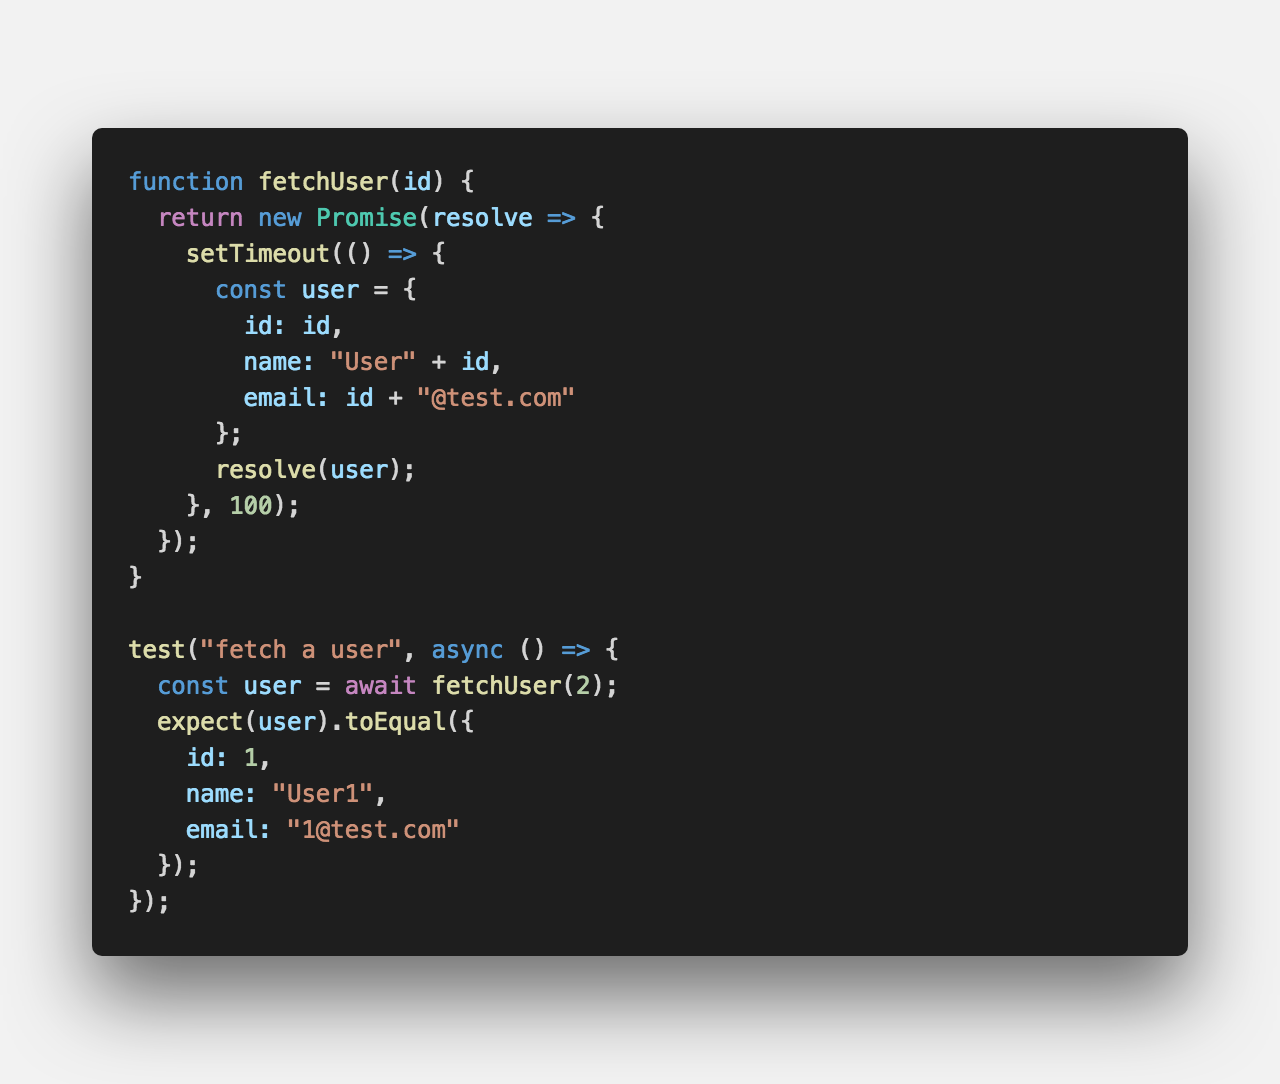 function fetchUser(id) {
  return new Promise(resolve => {
    setTimeout(() => {
      const user = {
        id: id,
        name: "User" + id,
        email: id + "@test.com"
      };
      resolve(user);
    }, 100);
  });
}

test("fetch a user", async () => {
  const user = await fetchUser(2);
  expect(user).toEqual({
    id: 1,
    name: "User1",
    email: "1@test.com"
  });
});